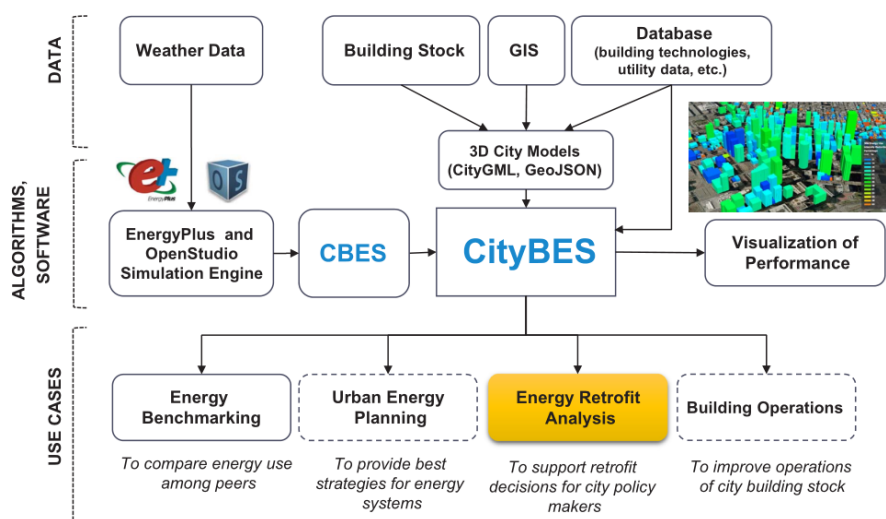 DATA
Weather Data
Building Stock
GIS
Database
(building technologies,
utility data, etc.)
3D City Models
(CityGML, GeoJSON)
ALGORITHMS,
SOFTWARE
e+
EnergyPlus
O S
EnergyPlus and
OpenStudio
Simulation Engine
CBES
CityBES
Visualization of
Performance
USE CASES
Energy
Benchmarking
Urban Energy
Planning
Energy Retrofit
Analysis
Building Operations
To compare energy use
among peers
To provide best
strategies for energy
systems
To support retrofit
decisions for city policy
makers
To improve operations
of city building stock